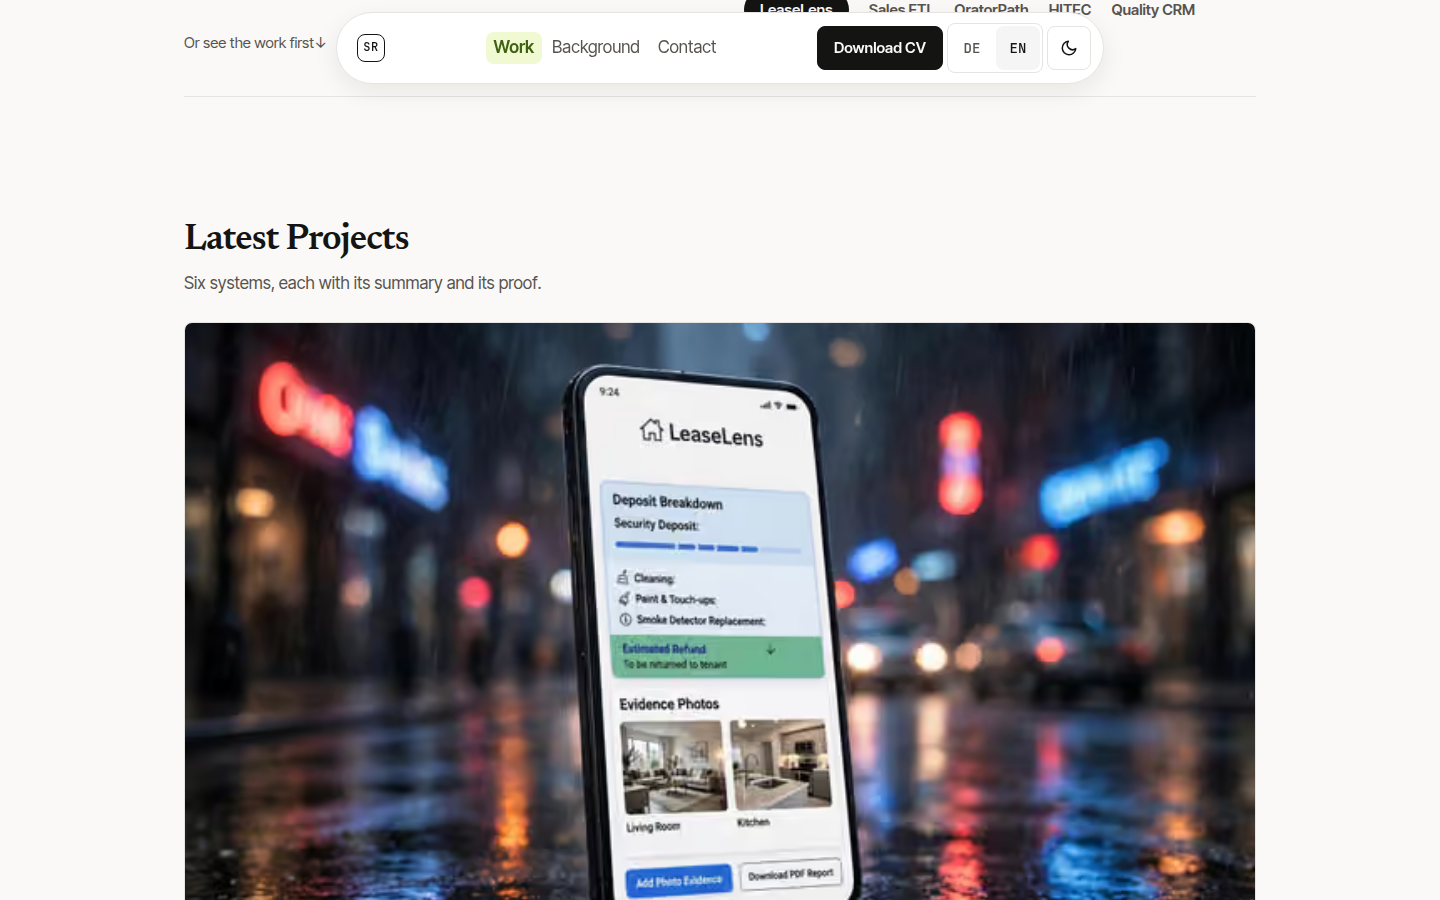 LeaseLens Sales ETL OratorPath HITEC Quality CRM
Or see the work first↓
SR Work Background Contact Download CV DE EN
Latest Projects
Six systems, each with its summary and its proof.
9:24
LeaseLens
Deposit Breakdown
Security Deposit:
Cleaning:
Paint & Touch-ups:
Smoke Detector Replacement:
Estimated Refund
To be returned to tenant
Evidence Photos
Living Room Kitchen
Add Photo Evidence Download PDF Report